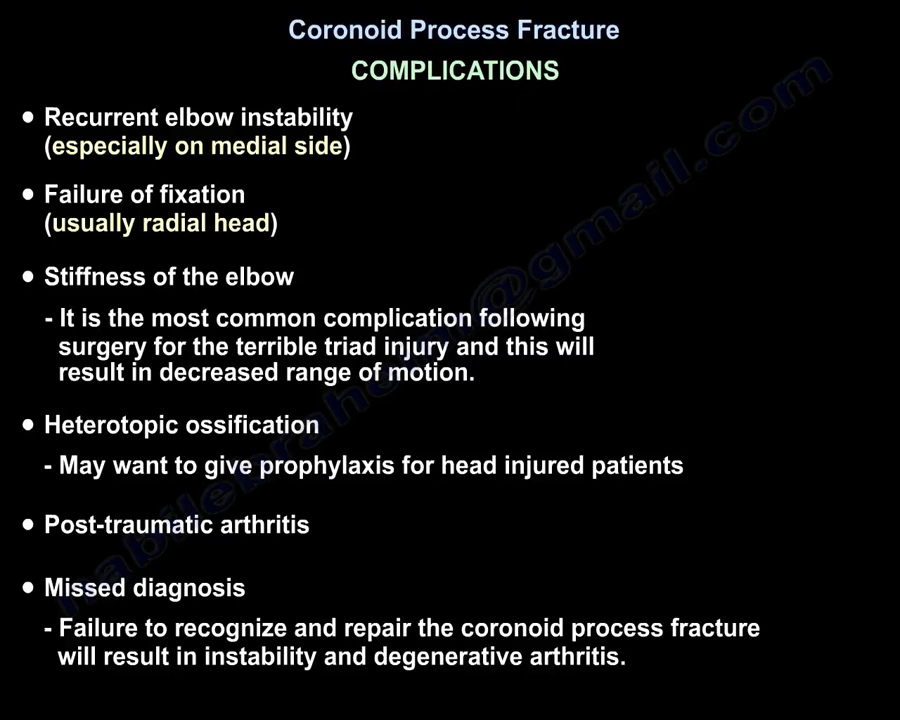 Coronoid Process Fracture
COMPLICATIONS
• Recurrent elbow instability
(especially on medial side)
• Failure of fixation
(usually radial head)
• Stiffness of the elbow
- It is the most common complication following
surgery for the terrible triad injury and this will
result in decreased range of motion.
• Heterotopic ossification
- May want to give prophylaxis for head injured patients
• Post-traumatic arthritis
• Missed diagnosis
- Failure to recognize and repair the coronoid process fracture
will result in instability and degenerative arthritis.